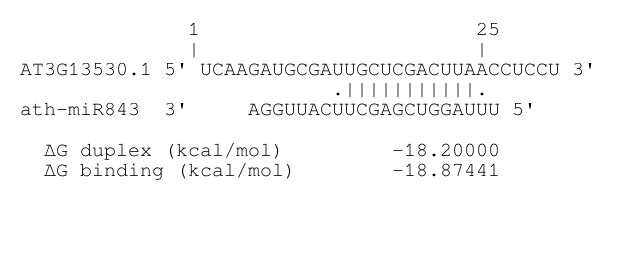 1 25
| |
AT3G13530.1 5' UCAAGAUGCGAUUGCUCGACUUAACCUCCU 3'
.|||||||||||.
ath-miR843 3' AGGUUACUUCGAGCUGGAUUU 5'
ΔG duplex (kcal/mol) -18.20000
ΔG binding (kcal/mol) -18.87441